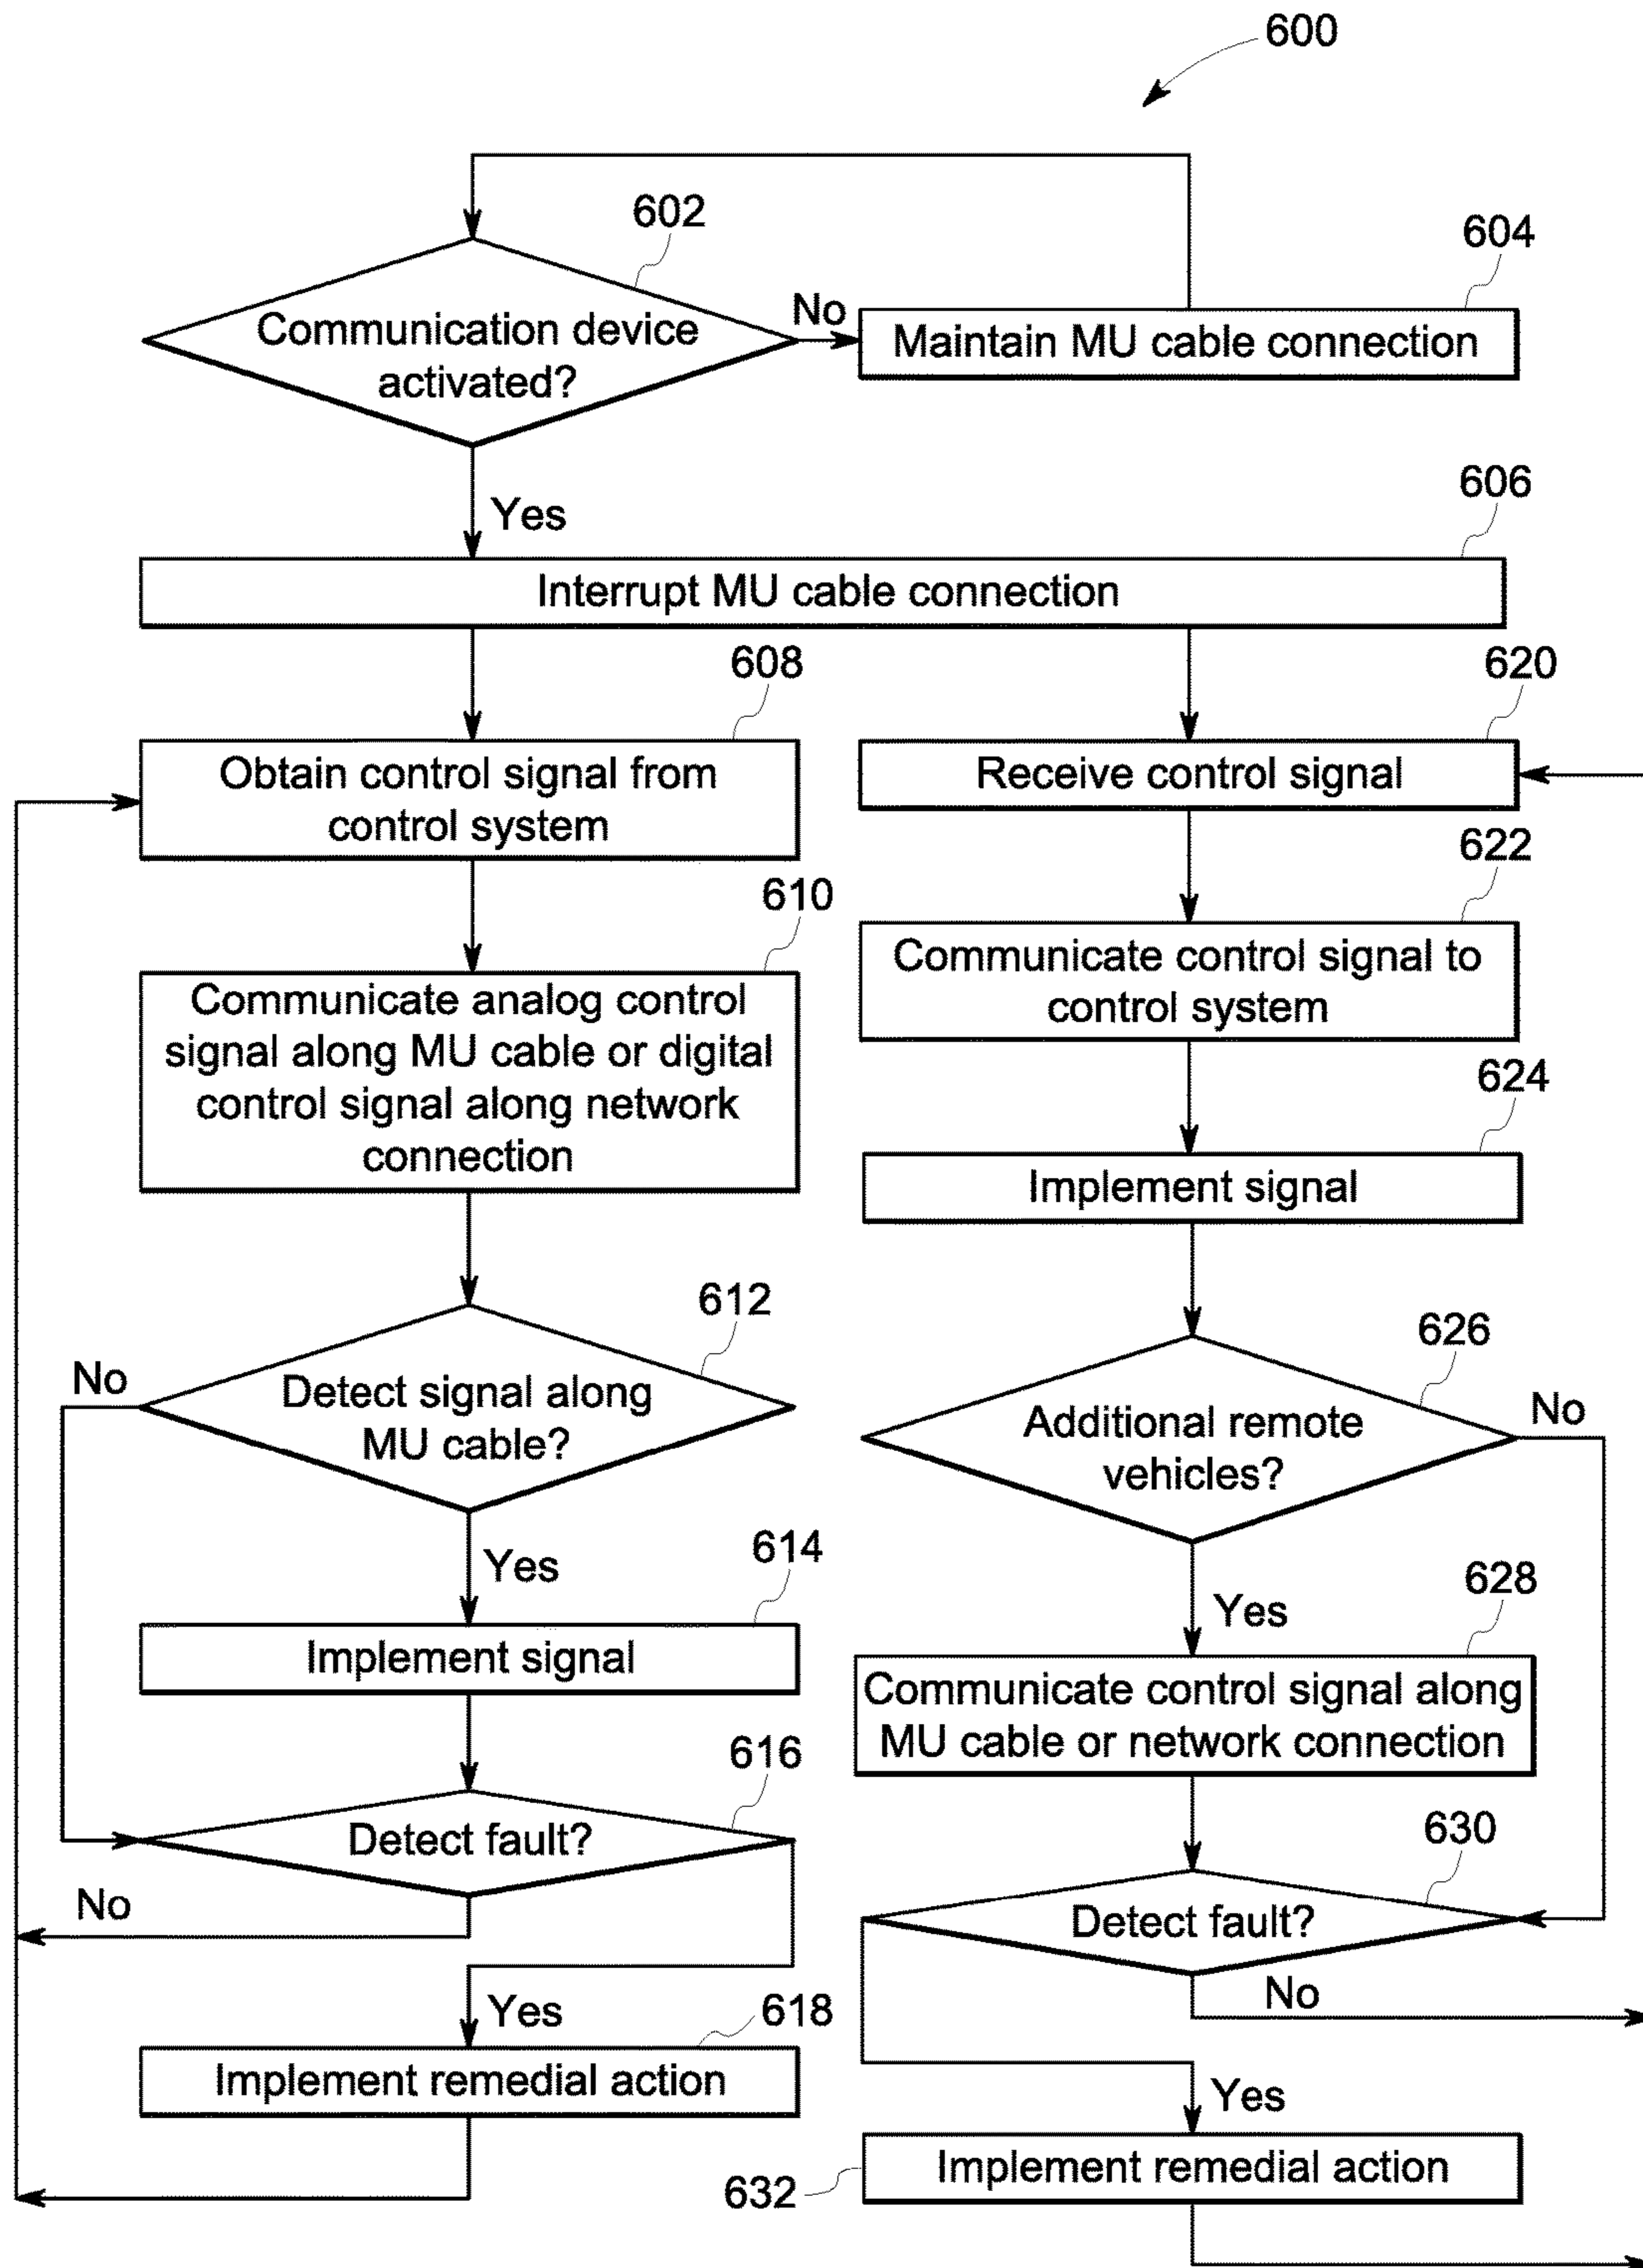 600
602
604
Communication device
activated?
No
Maintain MU cable connection
Yes
606
Interrupt MU cable connection
608
620
Obtain control signal from
control system
Receive control signal
610
622
Communicate analog control
signal along MU cable or digital
control signal along network
connection
Communicate control signal to
control system
624
Implement signal
612
626
No
Detect signal along
MU cable?
Additional remote
vehicles?
No
Yes
614
Implement signal
Yes
628
Communicate control signal along
MU cable or network connection
616
Detect fault?
No
630
Detect fault?
No
Yes
618
Implement remedial action
Yes
Implement remedial action
632